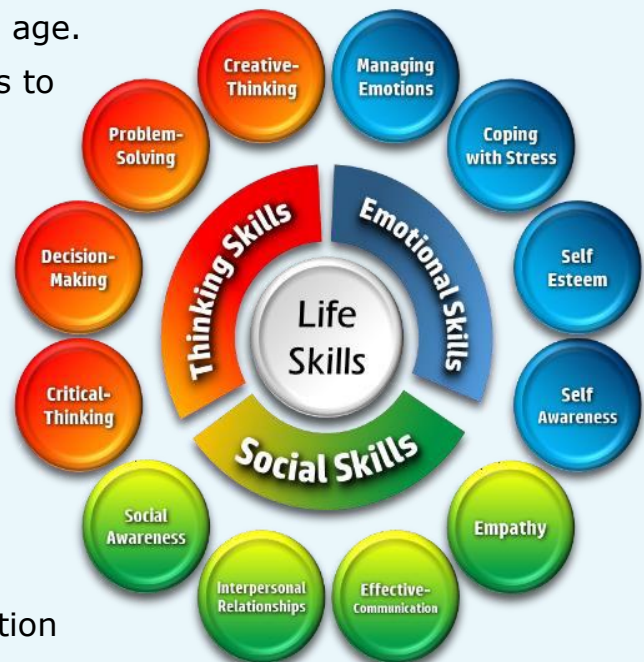 age.
s to
Creative-
Thinking
Managing
Emotions
Problem-
Solving
Coping
with Stress
Decision-
Making
Self
Esteem
Critical-
Thinking
Self
Awareness
Social
Awareness
Empathy
Interpersonal
Relationships
Effective-
Communication
Thinking Skills
Emotional Skills
Social Skills
Life
Skills
tion